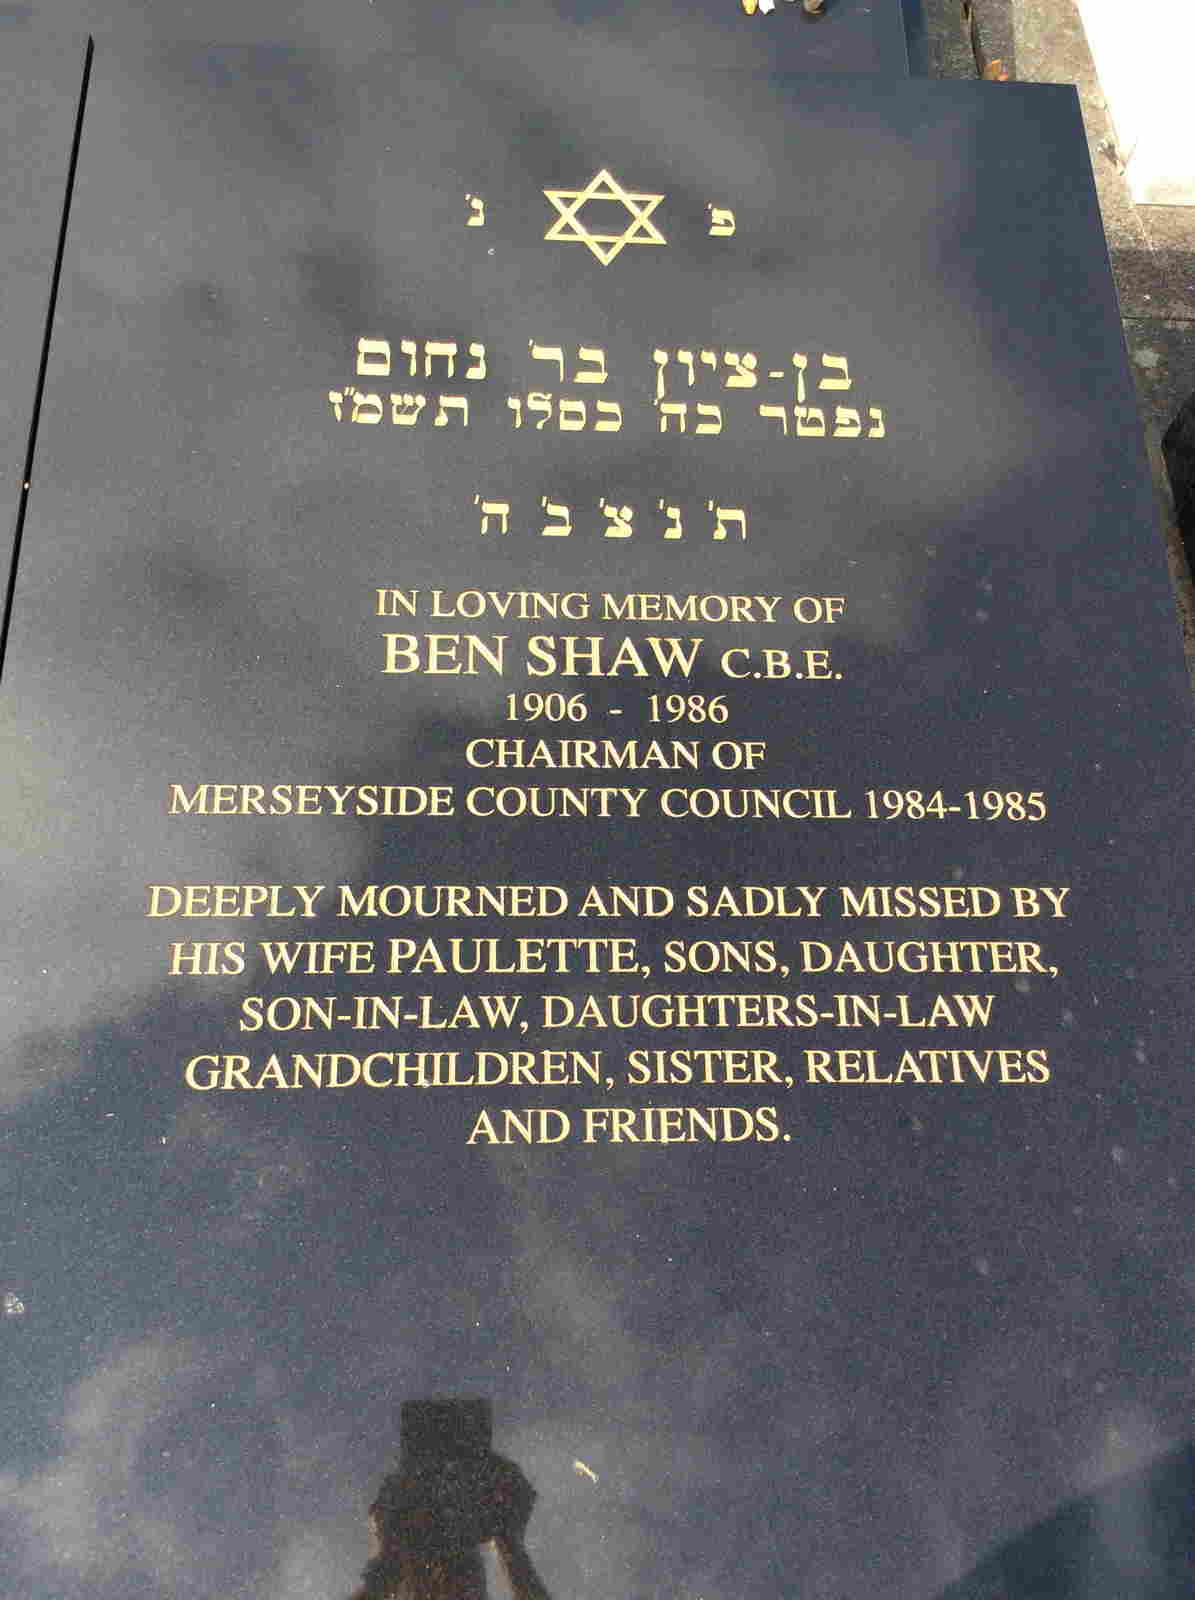 פ' נ'
בן-ציון בר' נחום
נפטר כה' כסלו תשמ"ז
ת' נ' צ' ב' ה'
IN LOVING MEMORY OF
BEN SHAW C.B.E.
1906 - 1986
CHAIRMAN OF
MERSEYSIDE COUNTY COUNCIL 1984-1985
DEEPLY MOURNED AND SADLY MISSED BY
HIS WIFE PAULETTE, SONS, DAUGHTER,
SON-IN-LAW, DAUGHTERS-IN-LAW
GRANDCHILDREN, SISTER, RELATIVES
AND FRIENDS.